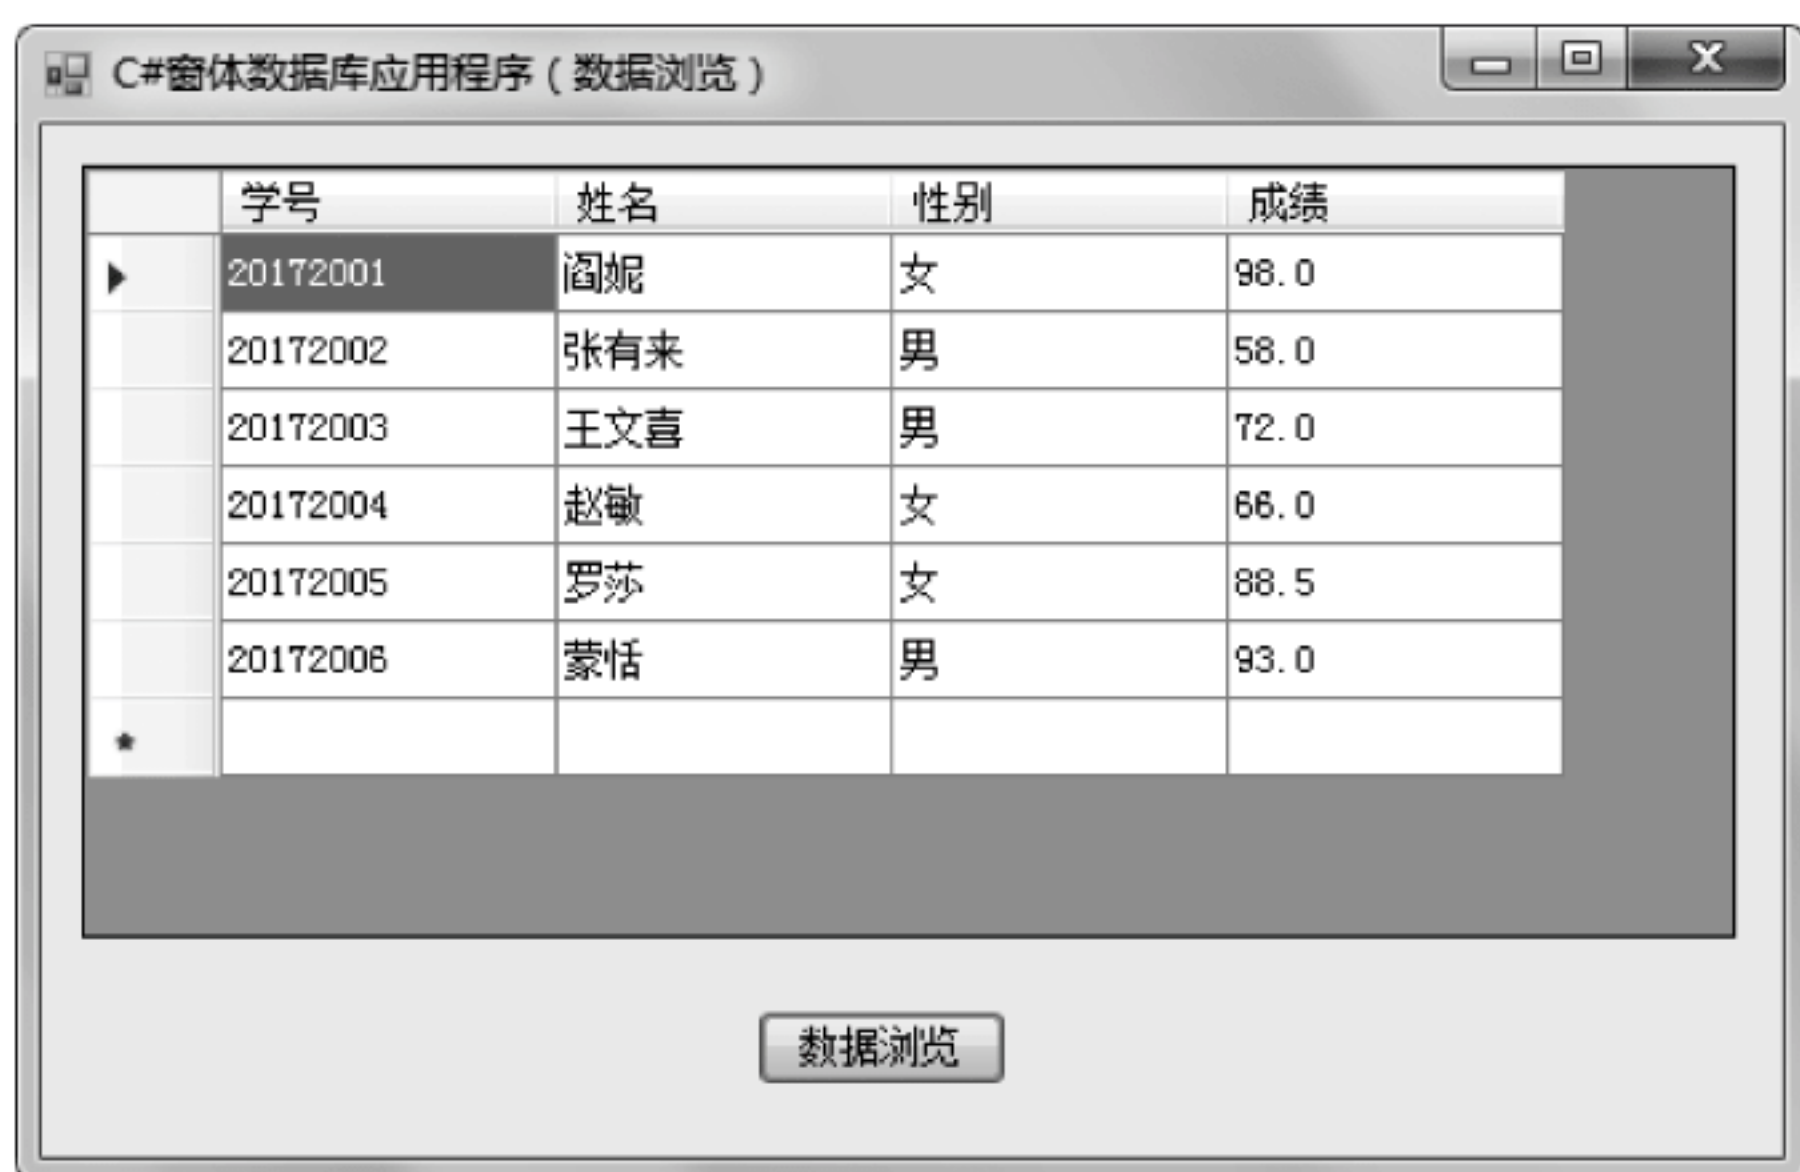 C#窗体数据库应用程序(数据浏览)
学号 姓名 性别 成绩
20172001 阎妮 女 98.0
20172002 张有来 男 58.0
20172003 王文喜 男 72.0
20172004 赵敏 女 66.0
20172005 罗莎 女 88.5
20172006 蒙恬 男 93.0
数据浏览